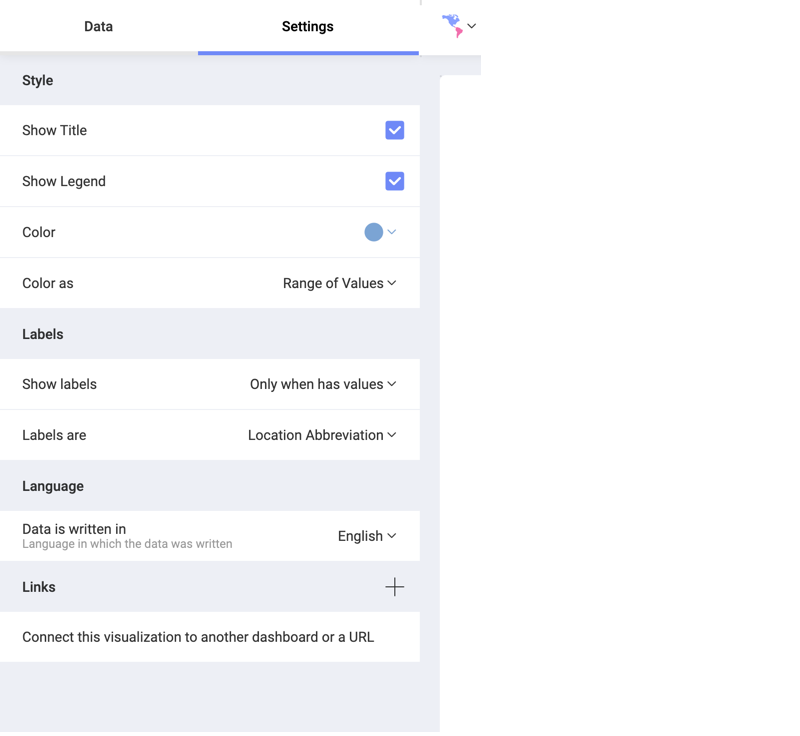 Data
Settings
Style
Show Title
Show Legend
Color
Color as
Range of Values
Labels
Show labels
Only when has values
Labels are
Location Abbreviation
Language
Data is written in
Language in which the data was written
English
Links
Connect this visualization to another dashboard or a URL